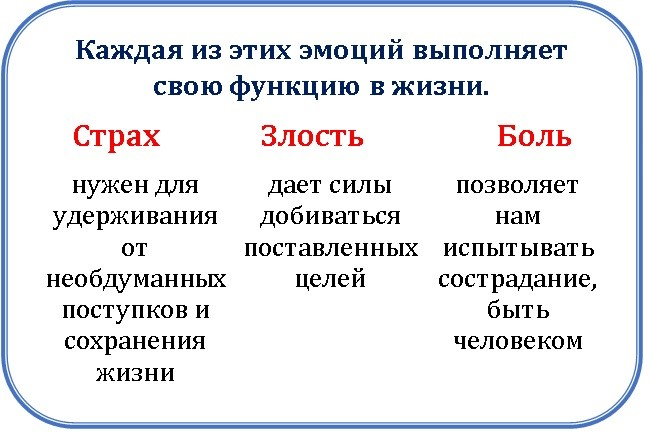 Каждая из этих эмоций выполняет
свою функцию в жизни.
Страх
нужен для
удерживания
от
необдуманных
поступков и
сохранения
жизни
Злость
дает силы
добиваться
поставленных
целей
Боль
позволяет
нам
испытывать
сострадание,
быть
человеком